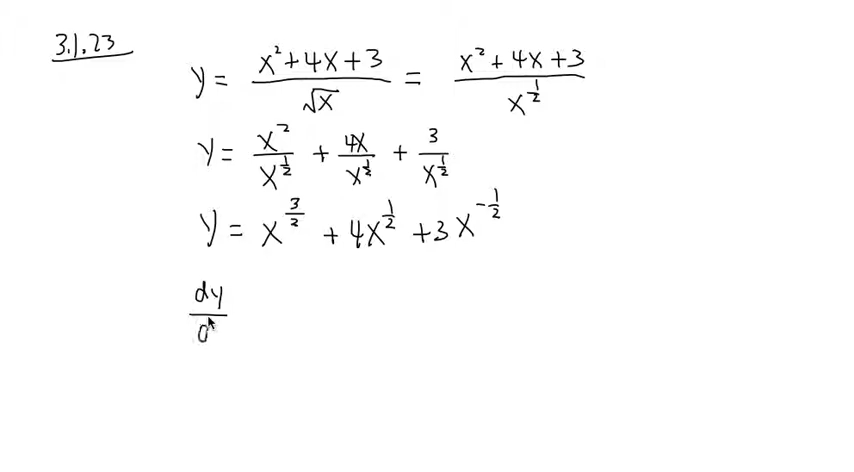 3.1.23
y = (x² + 4x + 3)/√x = (x² + 4x + 3)/x^(1/2)
y = x²/x^(1/2) + 4x/x^(1/2) + 3/x^(1/2)
y = x^(3/2) + 4x^(1/2) + 3x^(-1/2)
dy